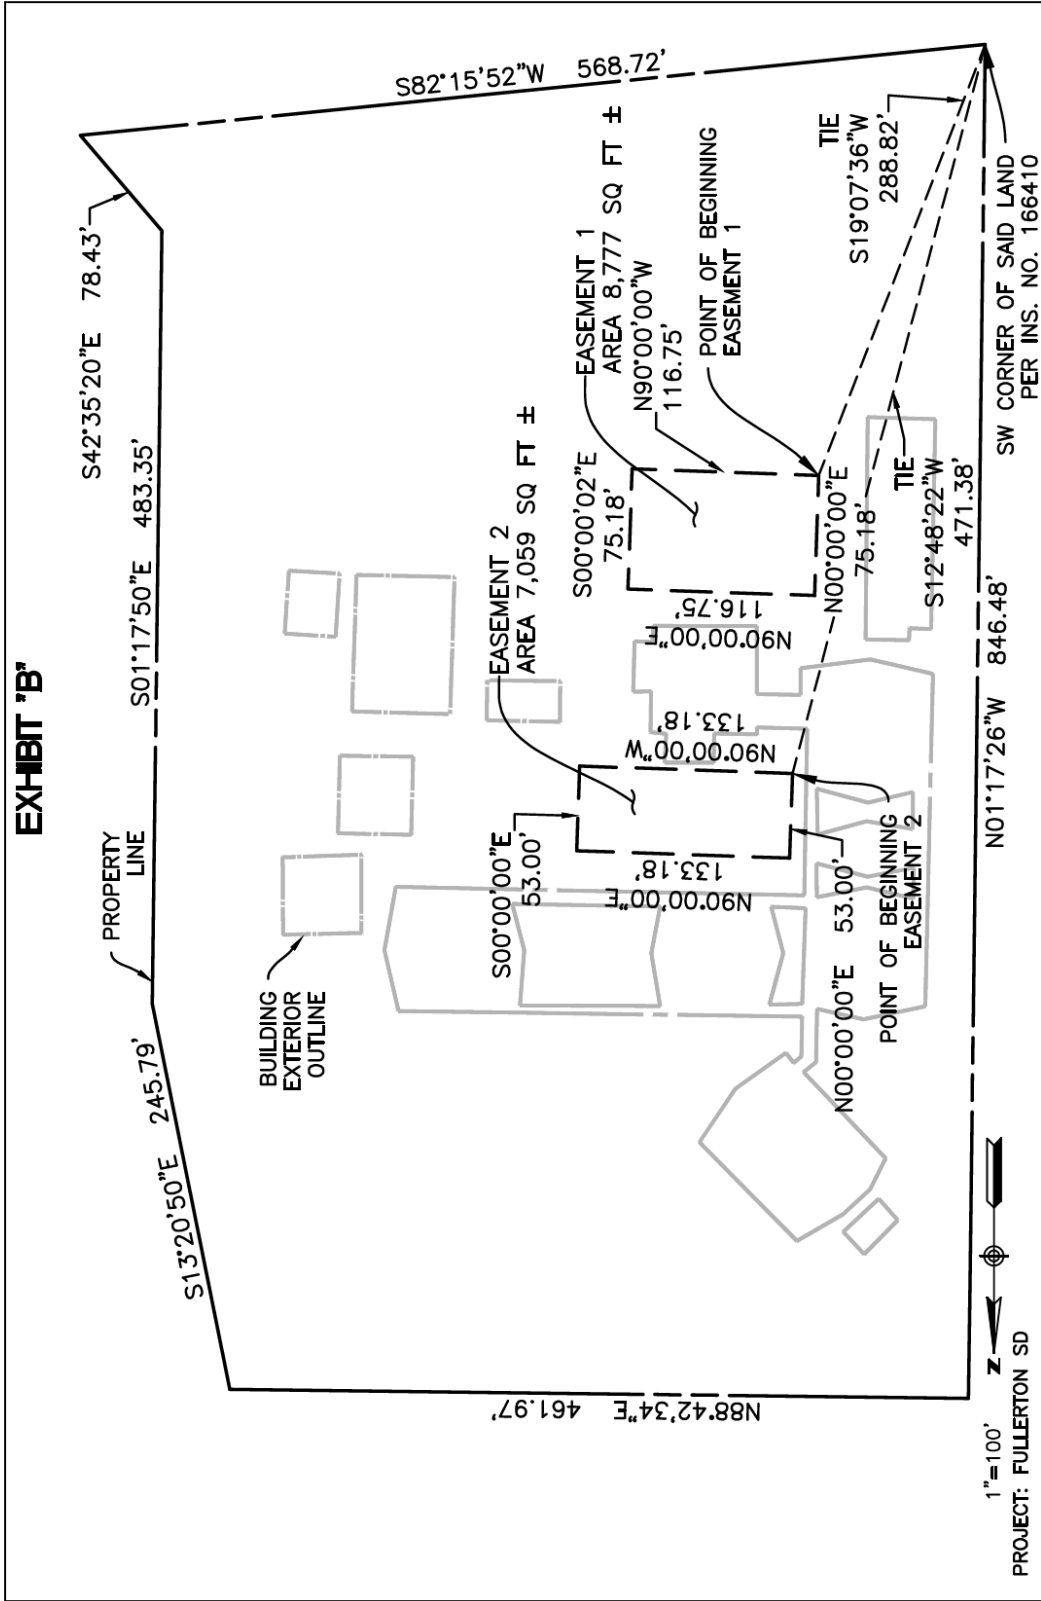 EXHIBIT "B"
S82°15'52"W 568.72'
S42°35'20"E 78.43'
S01°17'50"E 483.35'
PROPERTY
LINE
S13°20'50"E 245.79'
N88°42'34"E 461.97'
BUILDING
EXTERIOR
OUTLINE
EASEMENT 1
AREA 8,777 SQ FT ±
N90°00'00"W
116.75'
S00°00'02"E
75.18'
N90°00'00"E
116.75'
N00°00'00"E
75.18'
POINT OF BEGINNING
EASEMENT 1
EASEMENT 2
AREA 7,059 SQ FT ±
N90°00'00"W
133.18'
S00°00'00"E
53.00'
N90°00'00"E
133.18'
N00°00'00"E 53.00'
POINT OF BEGINNING
EASEMENT 2
TIE
S19°07'36"W
288.82'
TIE
S12°48'22"W
471.38'
N01°17'26"W 846.48'
SW CORNER OF SAID LAND
PER INS. NO. 166410
N
1"=100'
PROJECT: FULLERTON SD